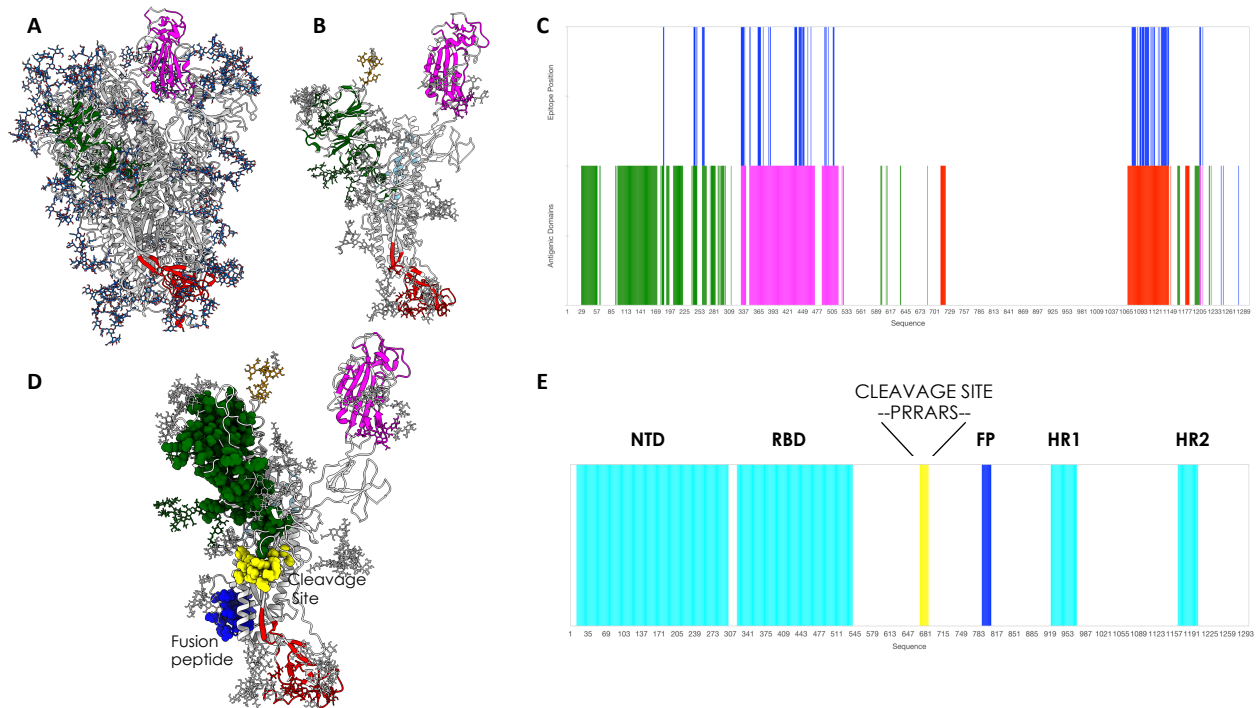 A
B
C
Epitope Position
Antigenic Domains
1 29 57 85 113 141 169 197 225 253 281 309 337 365 393 421 449 477 505 533 561 589 617 645 673 701 729 757 785 813 841 869 897 925 953 981 1009 1037 1065 1093 1121 1149 1177 1205 1233 1261 1289
Sequence
D
Cleavage
Site
Fusion
peptide
E
CLEAVAGE SITE
--PRRARS--
NTD RBD FP HR1 HR2
1 35 69 103 137 171 205 239 273 307 341 375 409 443 477 511 545 579 613 647 681 715 749 783 817 851 885 919 953 987 1021 1055 1089 1123 1157 1191 1225 1259 1293
Sequence